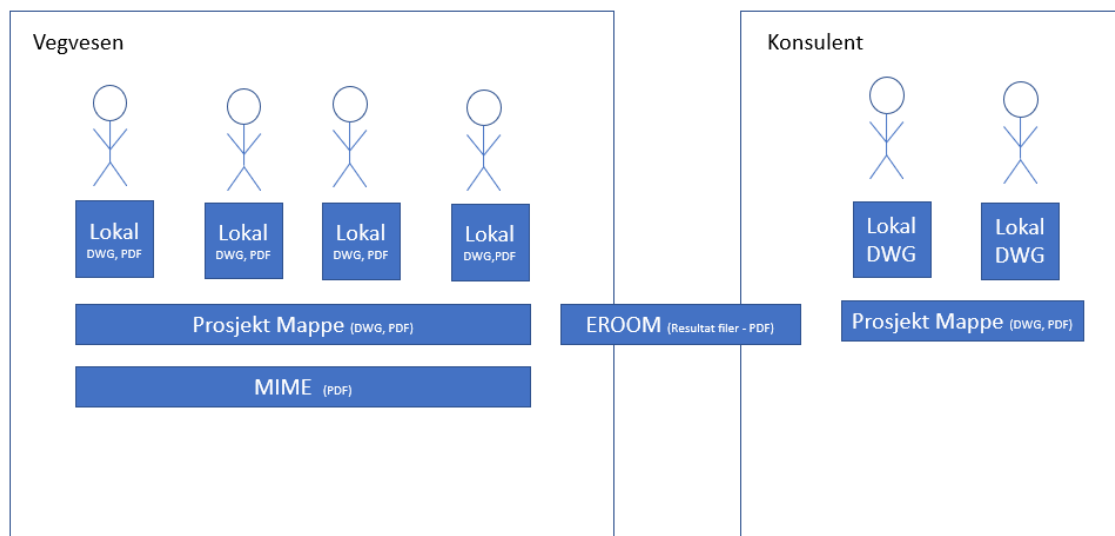 Vegvesen
Konsulent
Lokal
DWG, PDF
Lokal
DWG, PDF
Lokal
DWG, PDF
Lokal
DWG,PDF
Lokal
DWG
Lokal
DWG
Prosjekt Mappe (DWG, PDF)
EROOM (Resultat filer - PDF)
Prosjekt Mappe (DWG, PDF)
MIME (PDF)